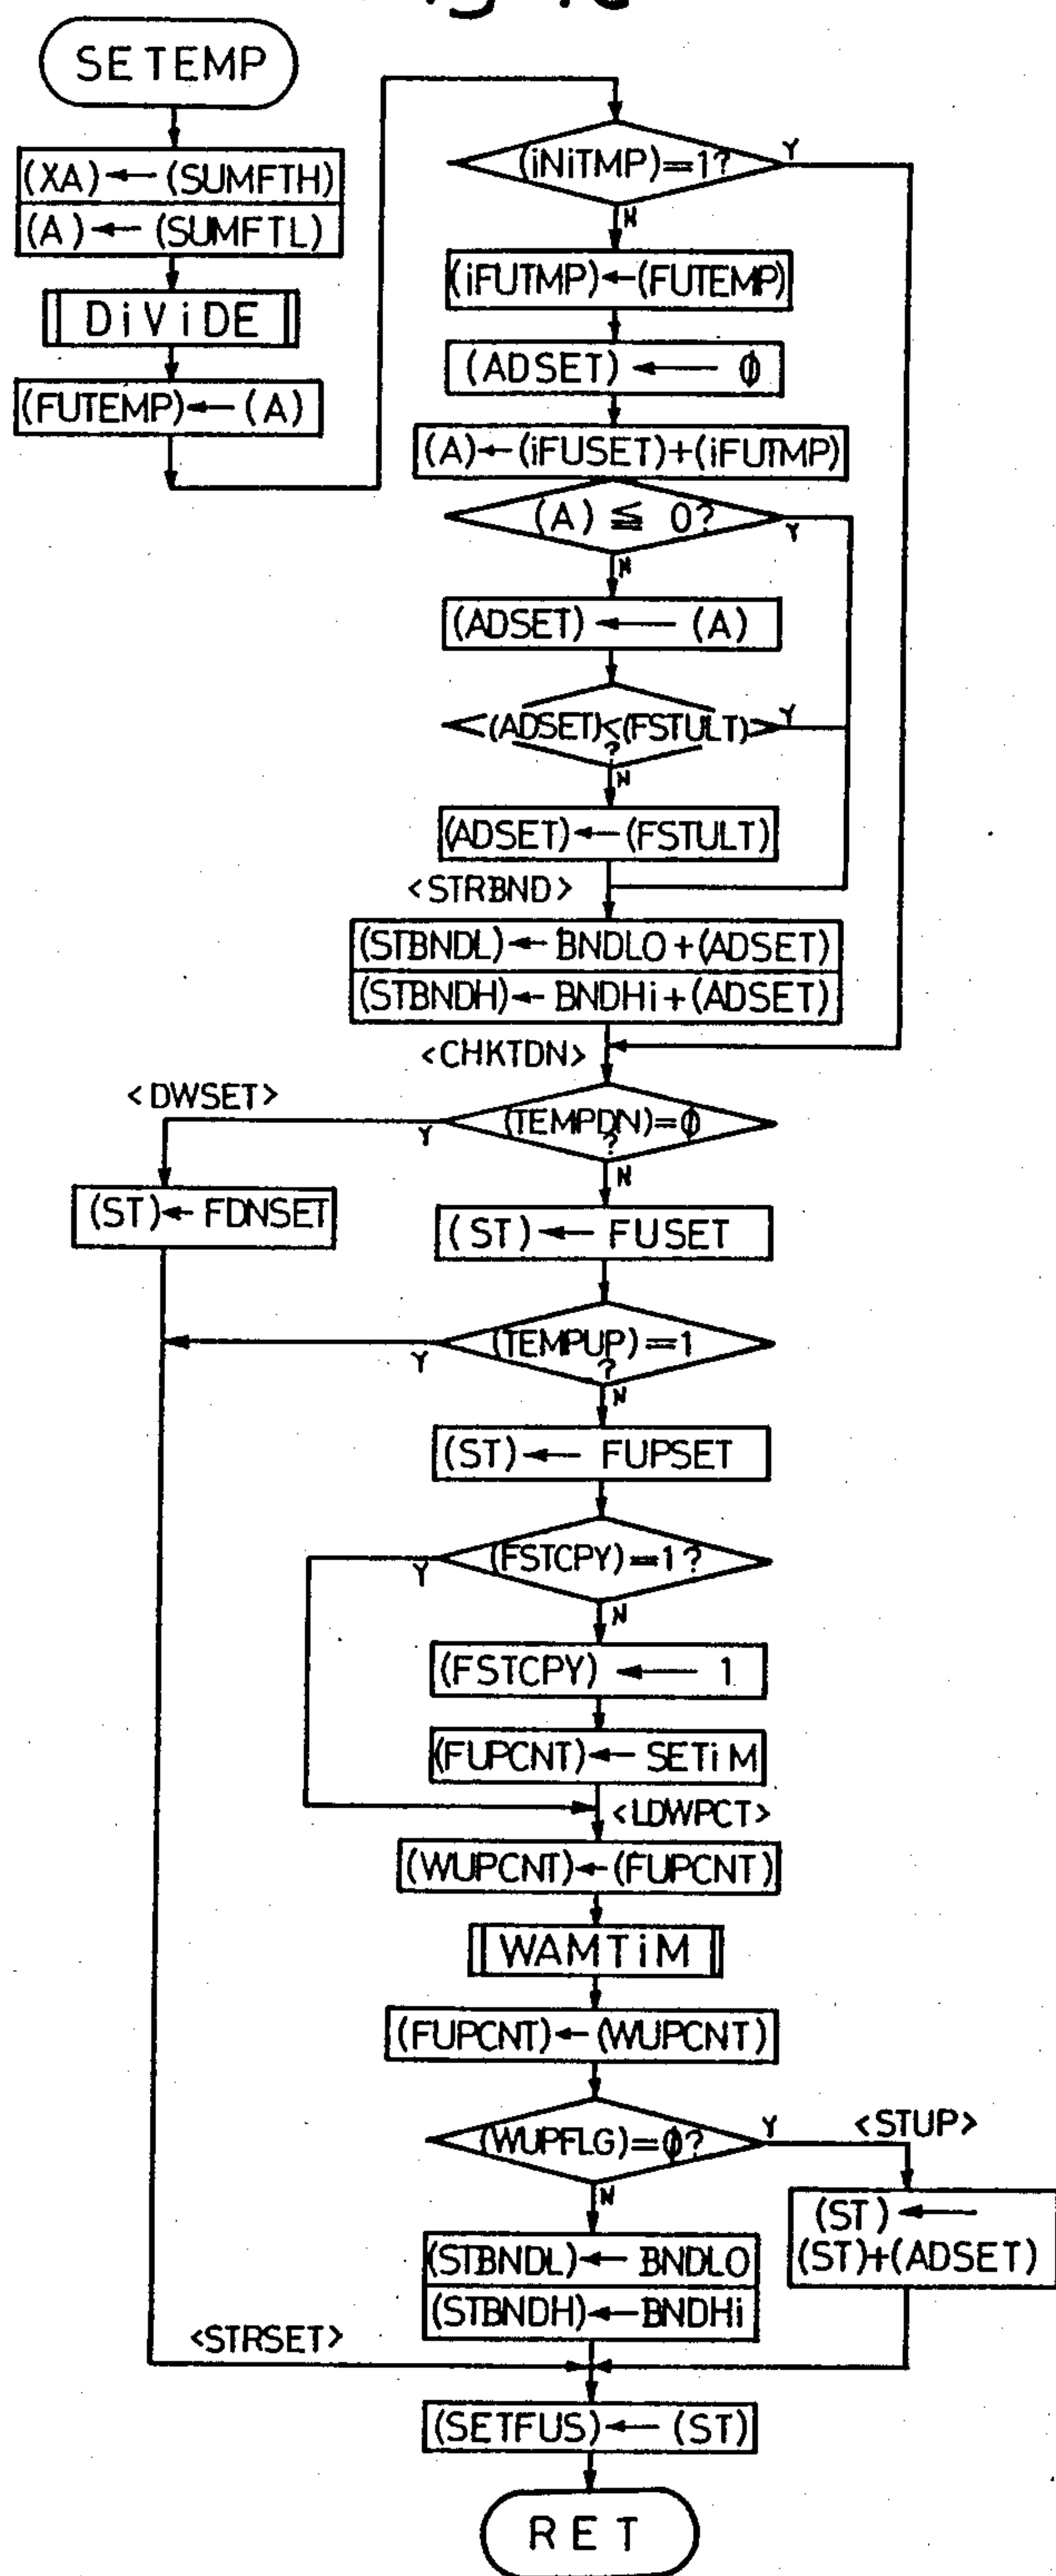 SETEMP
(XA)←(SUMFTH)
(A)←(SUMFTL)
DiViDE
(FUTEMP)←(A)
(iNiTMP)=1?
Y
N
(iFUTMP)←(FUTEMP)
(ADSET)←φ
(A)←(iFUSET)+(iFUTMP)
(A)≦0?
Y
N
(ADSET)←(A)
(ADSET)<(FSTULT)
?
Y
N
(ADSET)←(FSTULT)
<STRBND>
(STBNDL)←BNDLO+(ADSET)
(STBNDH)←BNDHi+(ADSET)
<CHKTDN>
<DWSET>
(TEMPDN)=φ
?
Y
N
(ST)←FDNSET
(ST)←FUSET
(TEMPUP)=1
?
Y
N
(ST)←FUPSET
(FSTCPY)=1?
Y
N
(FSTCPY)←1
(FUPCNT)←SETiM
<LDWPCT>
(WUPCNT)←(FUPCNT)
WAMTiM
(FUPCNT)←(WUPCNT)
(WUPFLG)=φ?
Y
<STUP>
N
(ST)←
(ST)+(ADSET)
(STBNDL)←BNDLO
(STBNDH)←BNDHi
<STRSET>
(SETFUS)←(ST)
RET